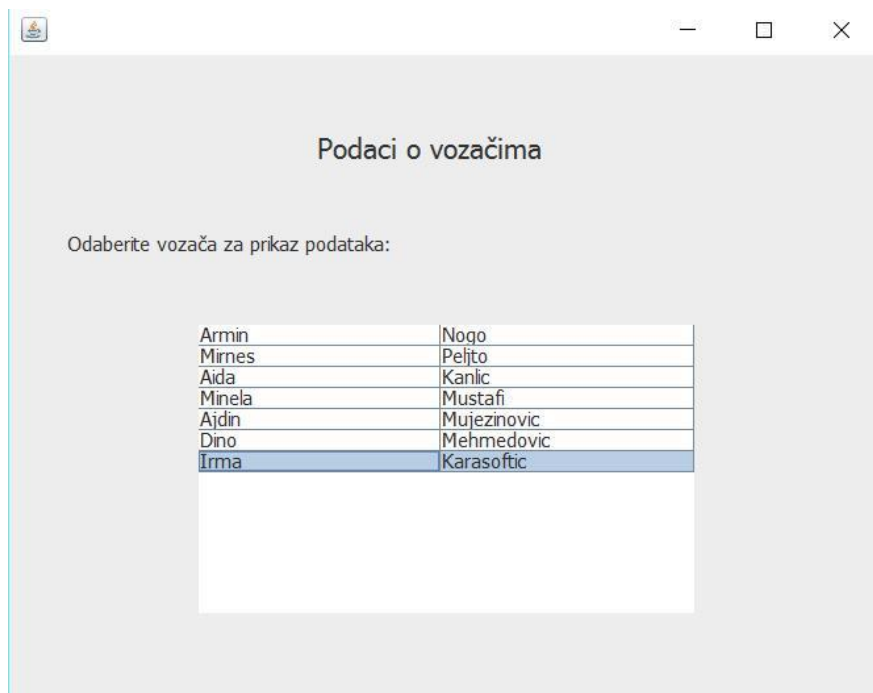 Podaci o vozačima
Odaberite vozača za prikaz podataka:
Armin Nogo
Mirnes Peljto
Aida Kanlic
Minela Mustafi
Ajdin Mujezinovic
Dino Mehmedovic
Irma Karasoftic